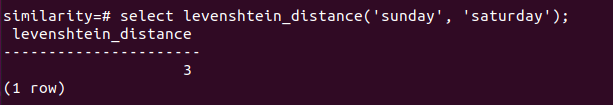 similarity=# select levenshtein_distance('sunday', 'saturday');
 levenshtein_distance
----------------------
                    3
(1 row)